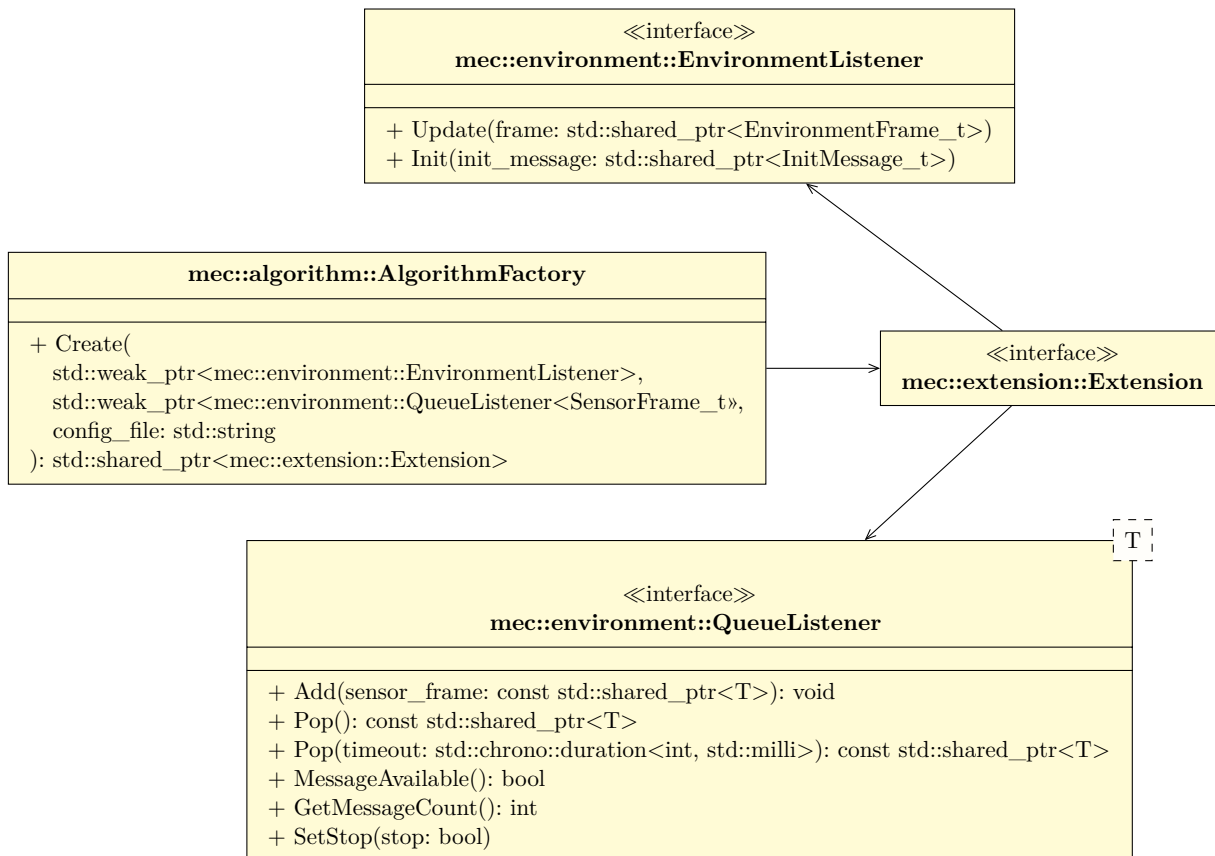 ≪interface≫
mec::environment::EnvironmentListener
+ Update(frame: std::shared_ptr<EnvironmentFrame_t>)
+ Init(init_message: std::shared_ptr<InitMessage_t>)
mec::algorithm::AlgorithmFactory
+ Create(
std::weak_ptr<mec::environment::EnvironmentListener>,
std::weak_ptr<mec::environment::QueueListener<SensorFrame_t»,
config_file: std::string
): std::shared_ptr<mec::extension::Extension>
≪interface≫
mec::extension::Extension
T
≪interface≫
mec::environment::QueueListener
+ Add(sensor_frame: const std::shared_ptr<T>): void
+ Pop(): const std::shared_ptr<T>
+ Pop(timeout: std::chrono::duration<int, std::milli>): const std::shared_ptr<T>
+ MessageAvailable(): bool
+ GetMessageCount(): int
+ SetStop(stop: bool)